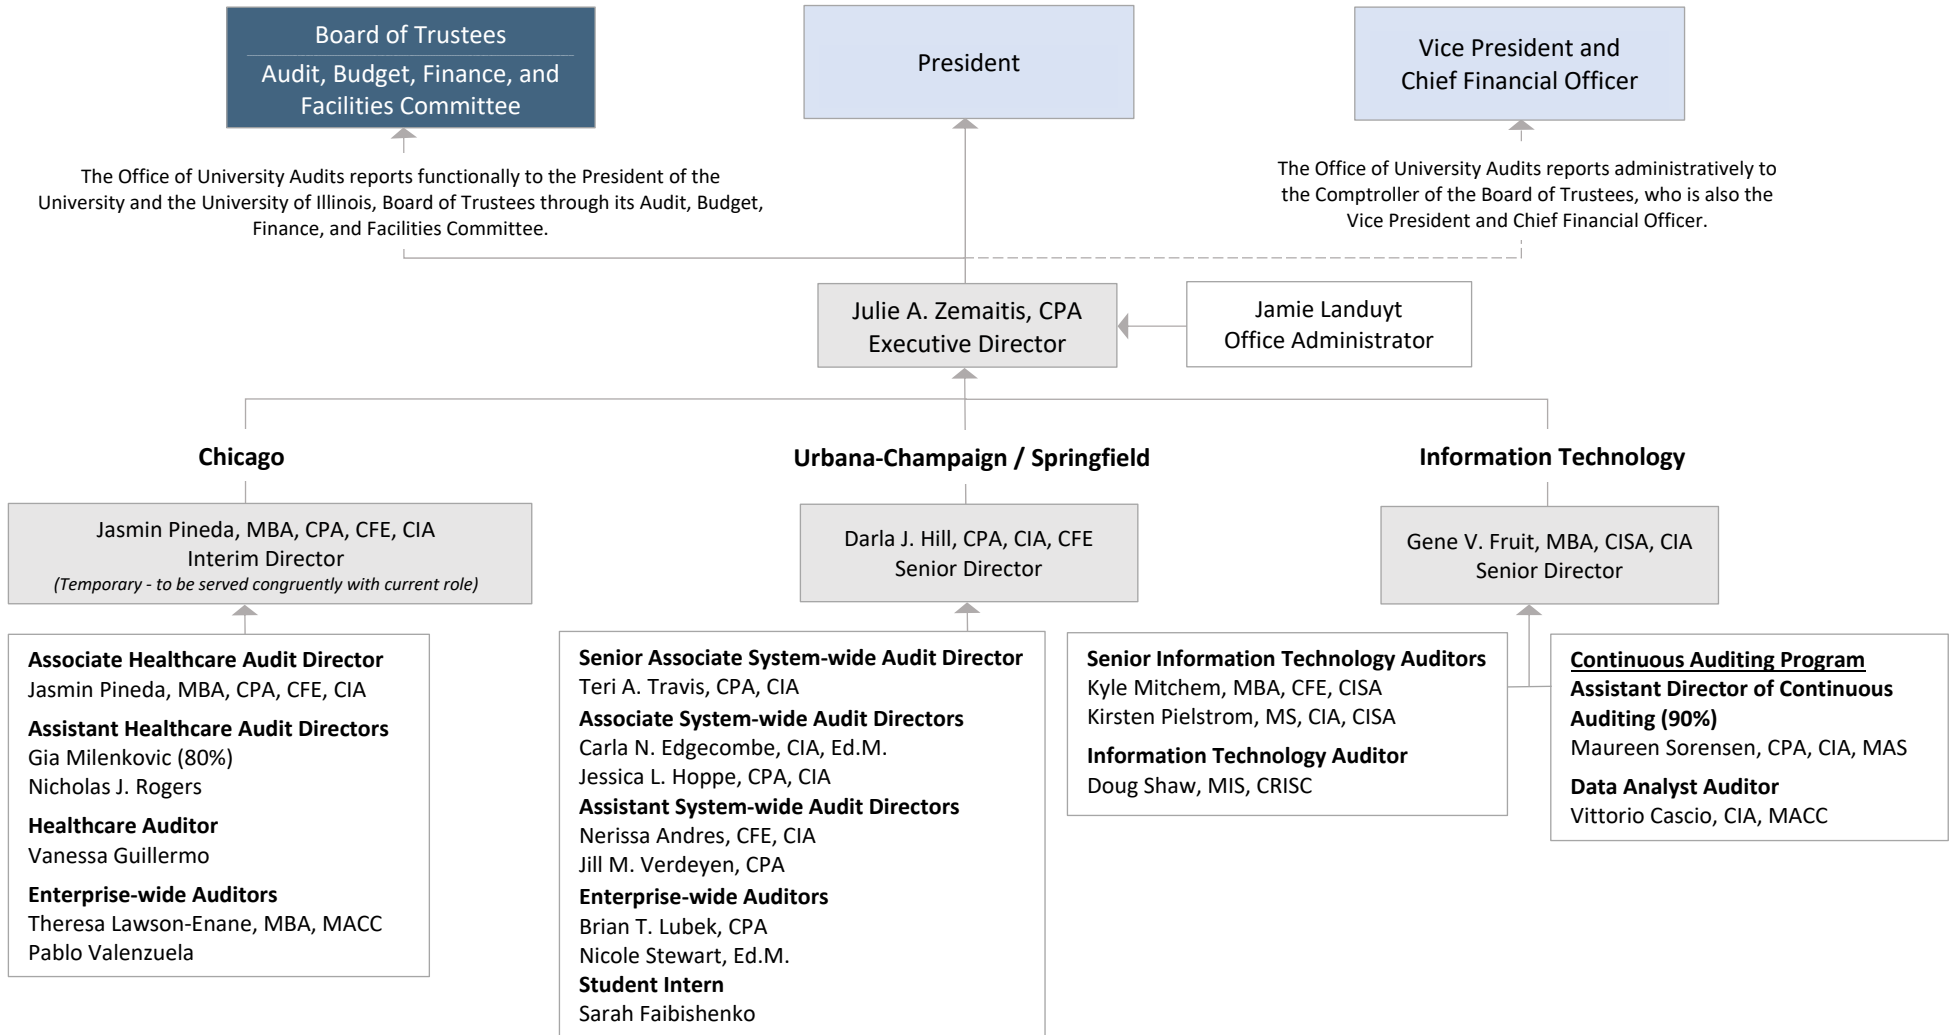 Board of Trustees
Audit, Budget, Finance, and
Facilities Committee
President
Vice President and
Chief Financial Officer
The Office of University Audits reports functionally to the President of the
University and the University of Illinois, Board of Trustees through its Audit, Budget,
Finance, and Facilities Committee.
The Office of University Audits reports administratively to
the Comptroller of the Board of Trustees, who is also the
Vice President and Chief Financial Officer.
Julie A. Zemaitis, CPA
Executive Director
Jamie Landuyt
Office Administrator
Chicago
Urbana-Champaign / Springfield
Information Technology
Jasmin Pineda, MBA, CPA, CFE, CIA
Interim Director
(Temporary - to be served congruently with current role)
Darla J. Hill, CPA, CIA, CFE
Senior Director
Gene V. Fruit, MBA, CISA, CIA
Senior Director
Associate Healthcare Audit Director
Jasmin Pineda, MBA, CPA, CFE, CIA
Assistant Healthcare Audit Directors
Gia Milenkovic (80%)
Nicholas J. Rogers
Healthcare Auditor
Vanessa Guillermo
Enterprise-wide Auditors
Theresa Lawson-Enane, MBA, MACC
Pablo Valenzuela
Senior Associate System-wide Audit Director
Teri A. Travis, CPA, CIA
Associate System-wide Audit Directors
Carla N. Edgecombe, CIA, Ed.M.
Jessica L. Hoppe, CPA, CIA
Assistant System-wide Audit Directors
Nerissa Andres, CFE, CIA
Jill M. Verdeyen, CPA
Enterprise-wide Auditors
Brian T. Lubek, CPA
Nicole Stewart, Ed.M.
Student Intern
Sarah Faibishenko
Senior Information Technology Auditors
Kyle Mitchem, MBA, CFE, CISA
Kirsten Pielstrom, MS, CIA, CISA
Information Technology Auditor
Doug Shaw, MIS, CRISC
Continuous Auditing Program
Assistant Director of Continuous
Auditing (90%)
Maureen Sorensen, CPA, CIA, MAS
Data Analyst Auditor
Vittorio Cascio, CIA, MACC